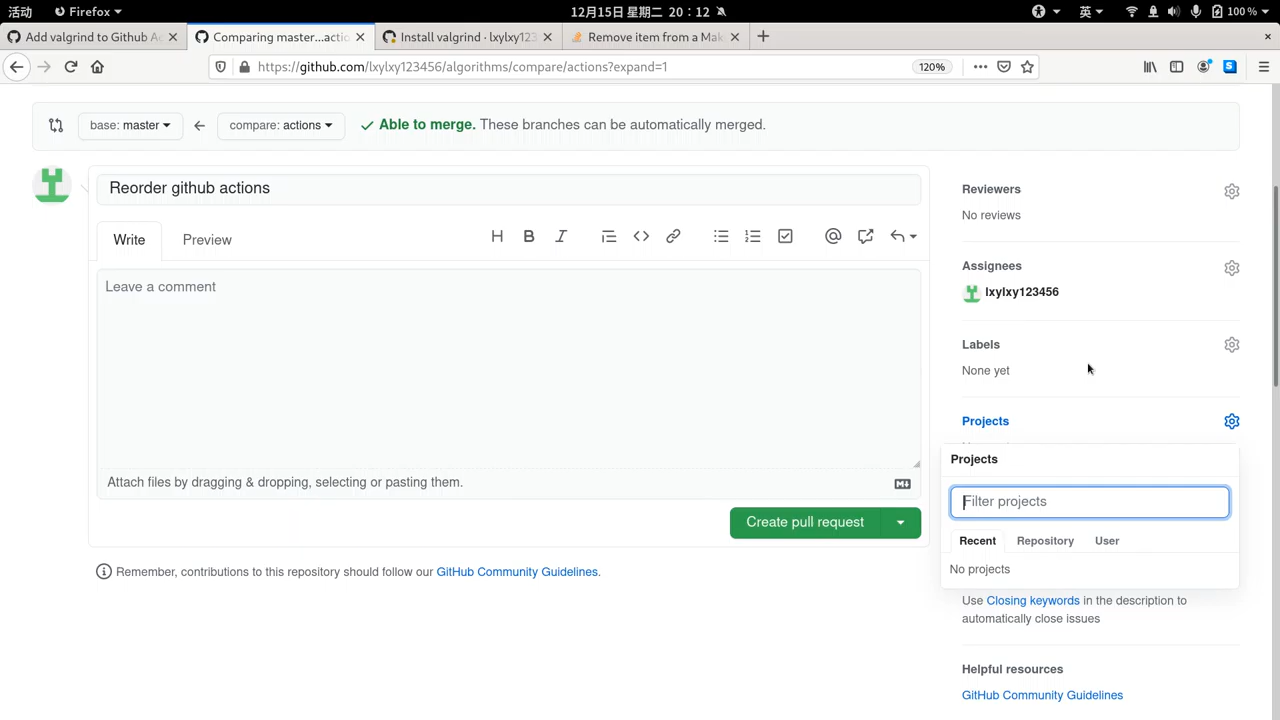 活动
Firefox
12月15日 星期二 20：12
英
100 %
Add valgrind to Github Ac
Comparing master...actio
Install valgrind · lxylxy123
Remove item from a Mak
https://github.com/lxylxy123456/algorithms/compare/actions?expand=1
120%
base: master
compare: actions
Able to merge. These branches can be automatically merged.
Reorder github actions
Write
Preview
Leave a comment
Attach files by dragging & dropping, selecting or pasting them.
Create pull request
Remember, contributions to this repository should follow our GitHub Community Guidelines.
Reviewers
No reviews
Assignees
lxylxy123456
Labels
None yet
Projects
Projects
Filter projects
Recent
Repository
User
No projects
Use Closing keywords in the description to
automatically close issues
Helpful resources
GitHub Community Guidelines